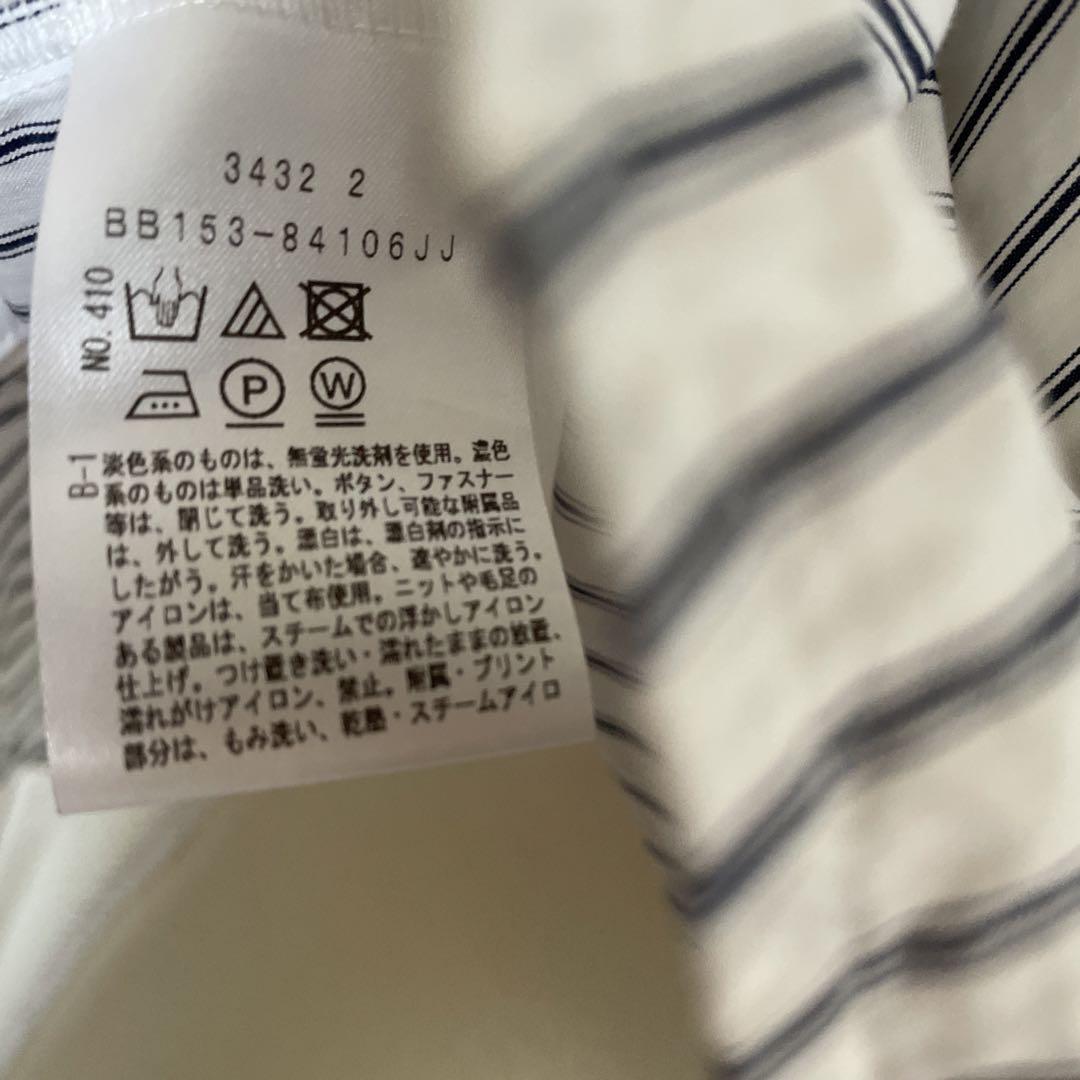 3432 2
BB153-84106JJ
NO. 410
P
W
B-1
淡色系のものは、無蛍光洗剤を使用。濃色
系のものは単品洗い。ボタン、ファスナー
等は、閉じて洗う。取り外し可能な附属品
は、外して洗う。漂白は、漂白剤の指示に
したがう。汗をかいた場合、速やかに洗う。
アイロンは、当て布使用。ニットや毛足の
ある製品は、スチームでの浮かしアイロン
仕上げ。つけ置き洗い・濡れたままの放置、
濡れがけアイロン、禁止。附属・プリント
部分は、もみ洗い、乾燥・スチームアイロ